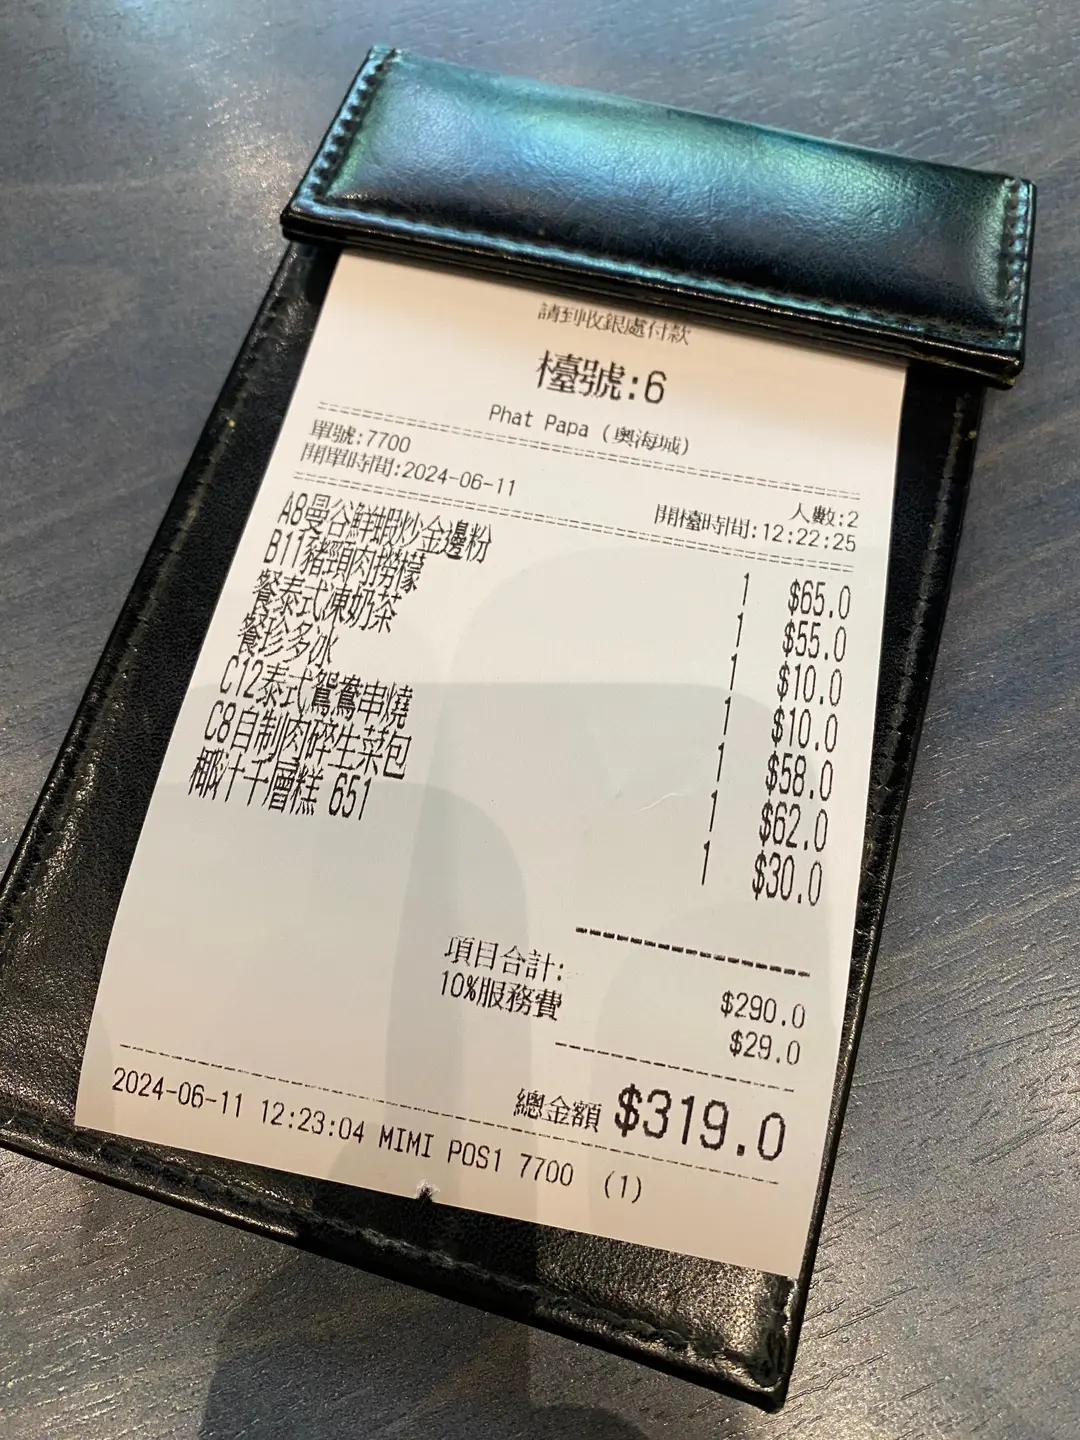 請到收銀處付款
檯號:6
Phat Papa (奧海城)
單號:7700
人數:2
開單時間:2024-06-11 開檯時間:12:22:25
A8曼谷鮮蝦炒金邊粉 1 $65.0
B11豬頸肉撈檬 1 $55.0
餐泰式凍奶茶 1 $10.0
餐珍多冰 1 $10.0
C12泰式鴛鴦串燒 1 $58.0
C8自制肉碎生菜包 1 $62.0
椰汁千層糕 651 1 $30.0
項目合計: $290.0
10%服務費 $29.0
總金額 $319.0
2024-06-11 12:23:04 MIMI POS1 7700 (1)